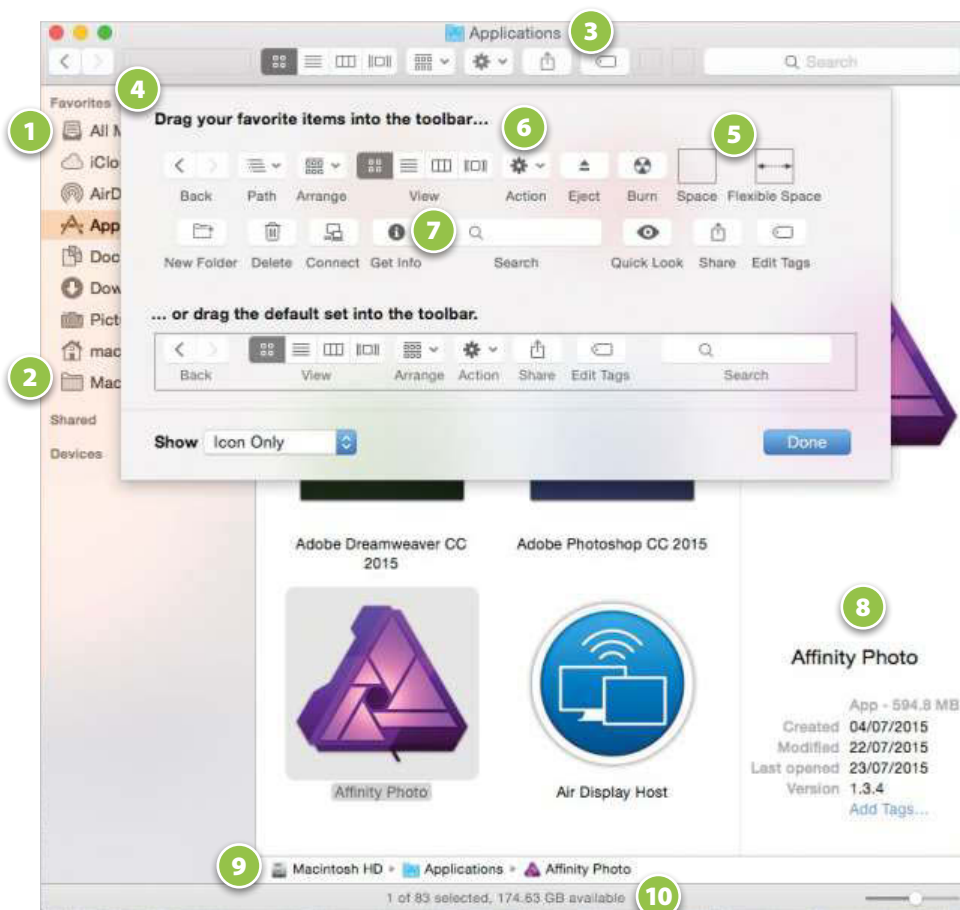 Applications 3
Search
4
Favorites
1 All M
iClo
AirD
App
Doc
Dow
Pict
mac
2 Mac
Shared
Devices
Drag your favorite items into the toolbar... 6 5
Back Path Arrange View Action Eject Burn Space Flexible Space
7
New Folder Delete Connect Get Info Search Quick Look Share Edit Tags
... or drag the default set into the toolbar.
Back View Arrange Action Share Edit Tags Search
Show Icon Only Done
Adobe Dreamweaver CC
2015
Adobe Photoshop CC 2015
Affinity Photo
Air Display Host
8
Affinity Photo
App - 594.8 MB
Created 04/07/2015
Modified 22/07/2015
Last opened 23/07/2015
Version 1.3.4
Add Tags...
9 Macintosh HD ▸ Applications ▸ Affinity Photo
1 of 83 selected, 174.63 GB available 10